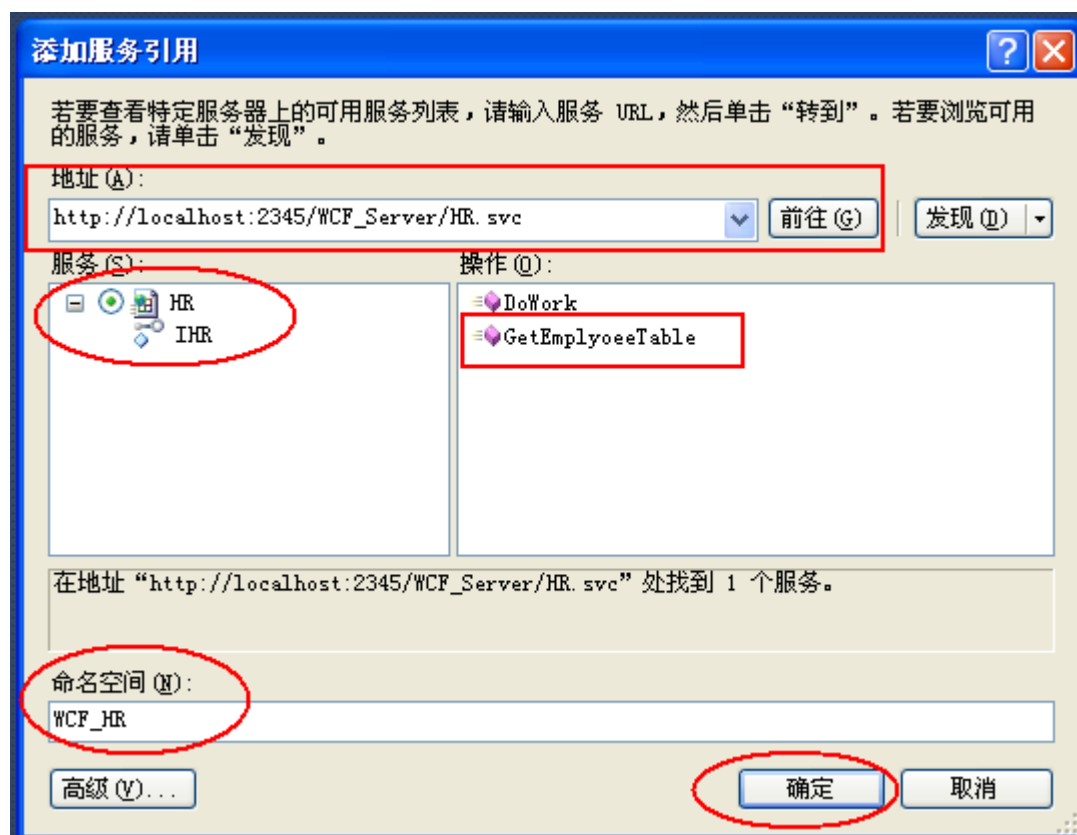 添加服务引用
若要查看特定服务器上的可用服务列表，请输入服务 URL，然后单击“转到”。若要浏览可用
的服务，请单击“发现”。
地址(A):
http://localhost:2345/WCF_Server/HR.svc 前往(G) 发现(D)
服务(S): 操作(O):
HR DoWork
IHR GetEmplyoeeTable
在地址“http://localhost:2345/WCF_Server/HR.svc”处找到 1 个服务。
命名空间(N):
WCF_HR
高级(V)... 确定 取消